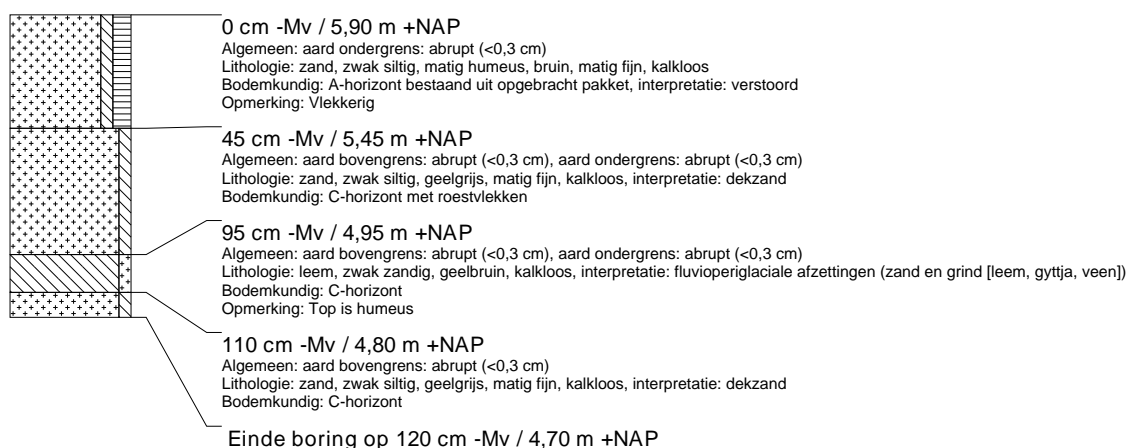 0 cm -Mv / 5,90 m +NAP
Algemeen: aard ondergrens: abrupt (<0,3 cm)
Lithologie: zand, zwak siltig, matig humeus, bruin, matig fijn, kalkloos
Bodemkundig: A-horizont bestaand uit opgebracht pakket, interpretatie: verstoord
Opmerking: Vlekkerig
45 cm -Mv / 5,45 m +NAP
Algemeen: aard bovengrens: abrupt (<0,3 cm), aard ondergrens: abrupt (<0,3 cm)
Lithologie: zand, zwak siltig, geelgrijs, matig fijn, kalkloos, interpretatie: dekzand
Bodemkundig: C-horizont met roestvlekken
95 cm -Mv / 4,95 m +NAP
Algemeen: aard bovengrens: abrupt (<0,3 cm), aard ondergrens: abrupt (<0,3 cm)
Lithologie: leem, zwak zandig, geelbruin, kalkloos, interpretatie: fluvioperiglaciale afzettingen (zand en grind [leem, gyttja, veen])
Bodemkundig: C-horizont
Opmerking: Top is humeus
110 cm -Mv / 4,80 m +NAP
Algemeen: aard bovengrens: abrupt (<0,3 cm)
Lithologie: zand, zwak siltig, geelgrijs, matig fijn, kalkloos, interpretatie: dekzand
Bodemkundig: C-horizont
Einde boring op 120 cm -Mv / 4,70 m +NAP